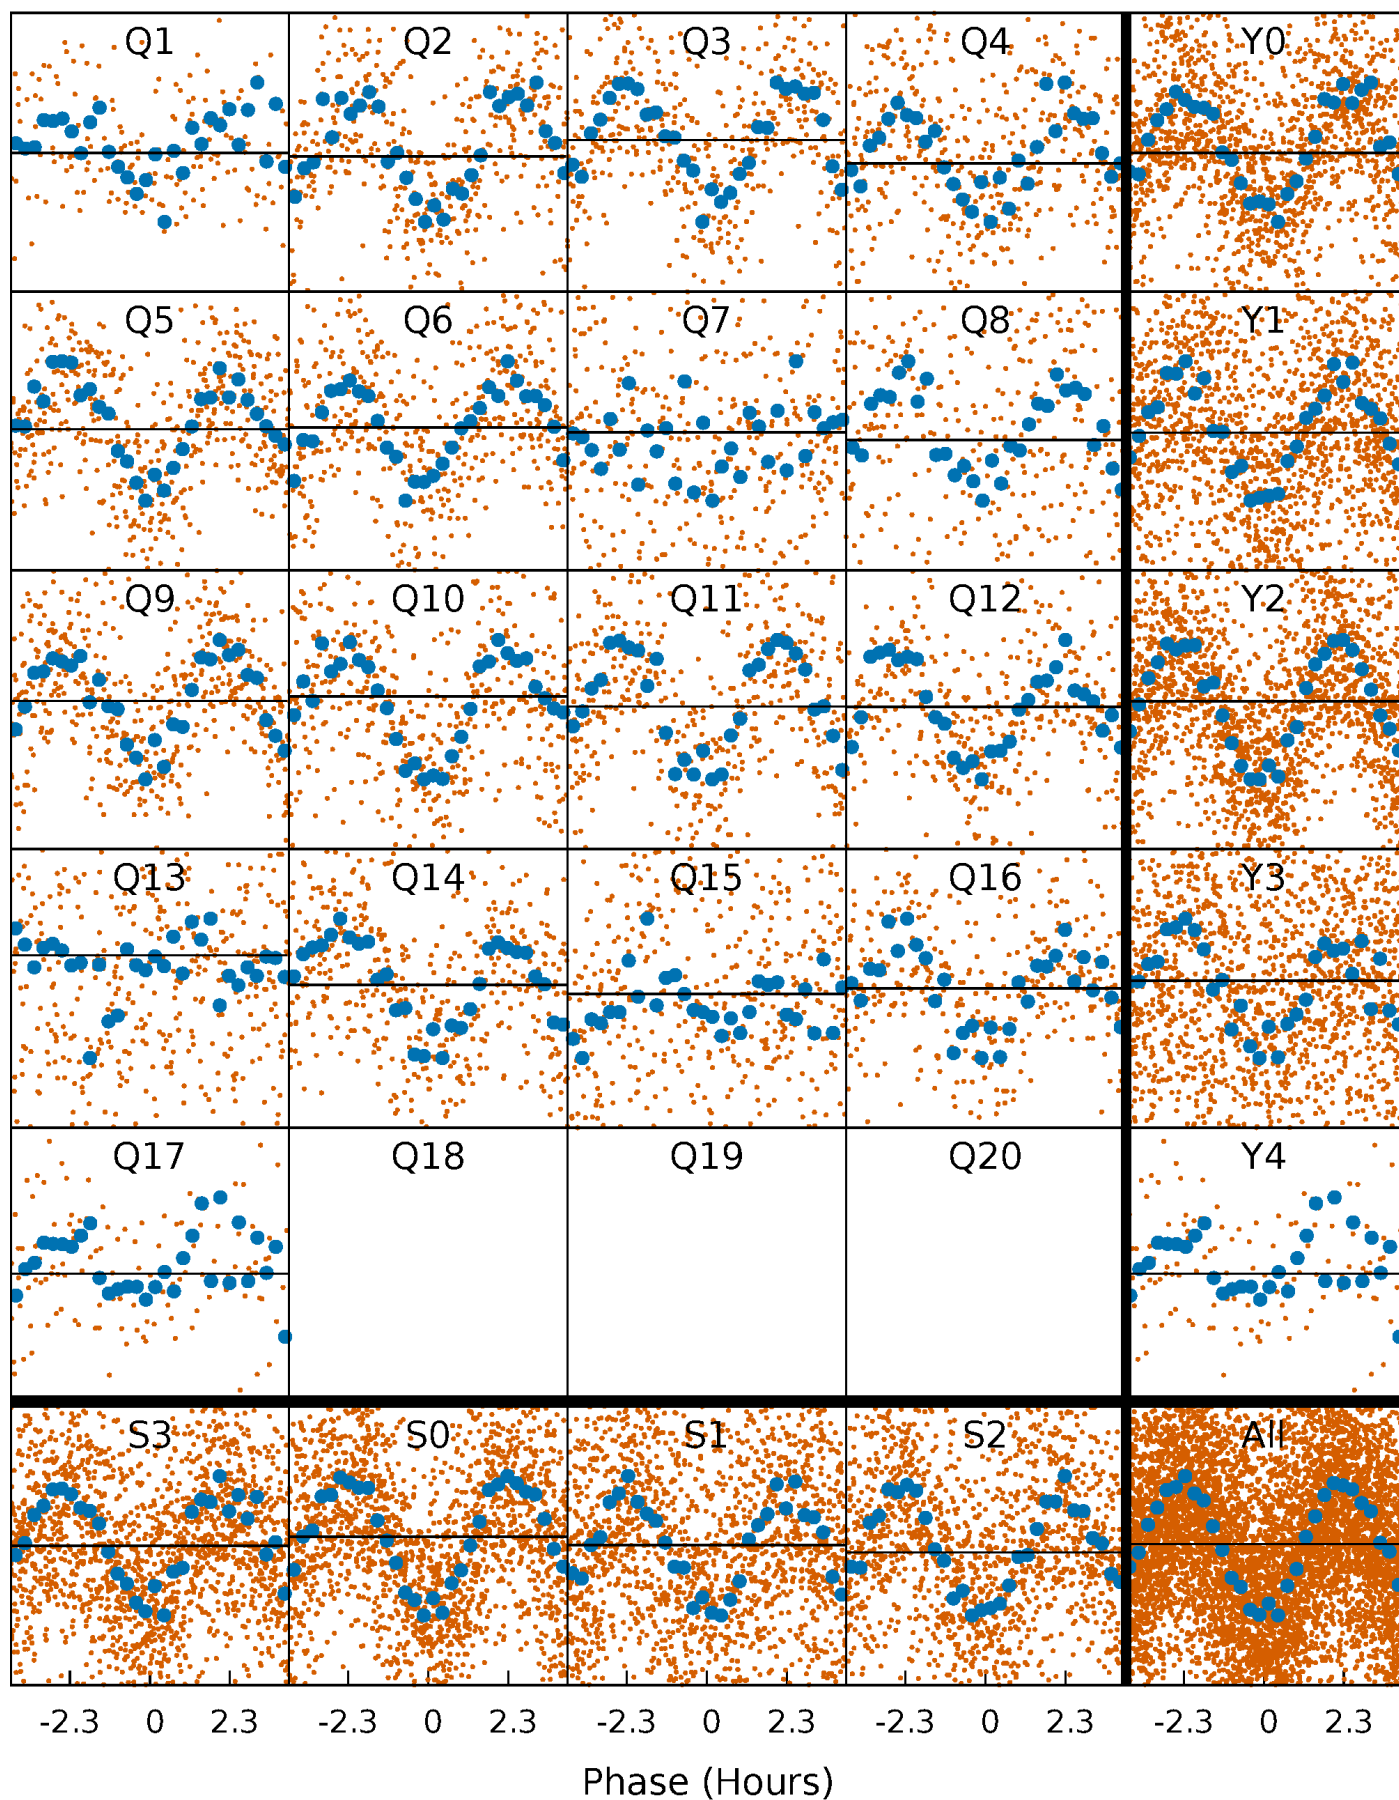 Q1 Q2 Q3 Q4 Y0
Q5 Q6 Q7 Q8 Y1
Q9 Q10 Q11 Q12 Y2
Q13 Q14 Q15 Q16 Y3
Q17 Q18 Q19 Q20 Y4
S3 S0 S1 S2 All
-2.3 0 2.3 -2.3 0 2.3 -2.3 0 2.3 -2.3 0 2.3 -2.3 0 2.3
Phase (Hours)